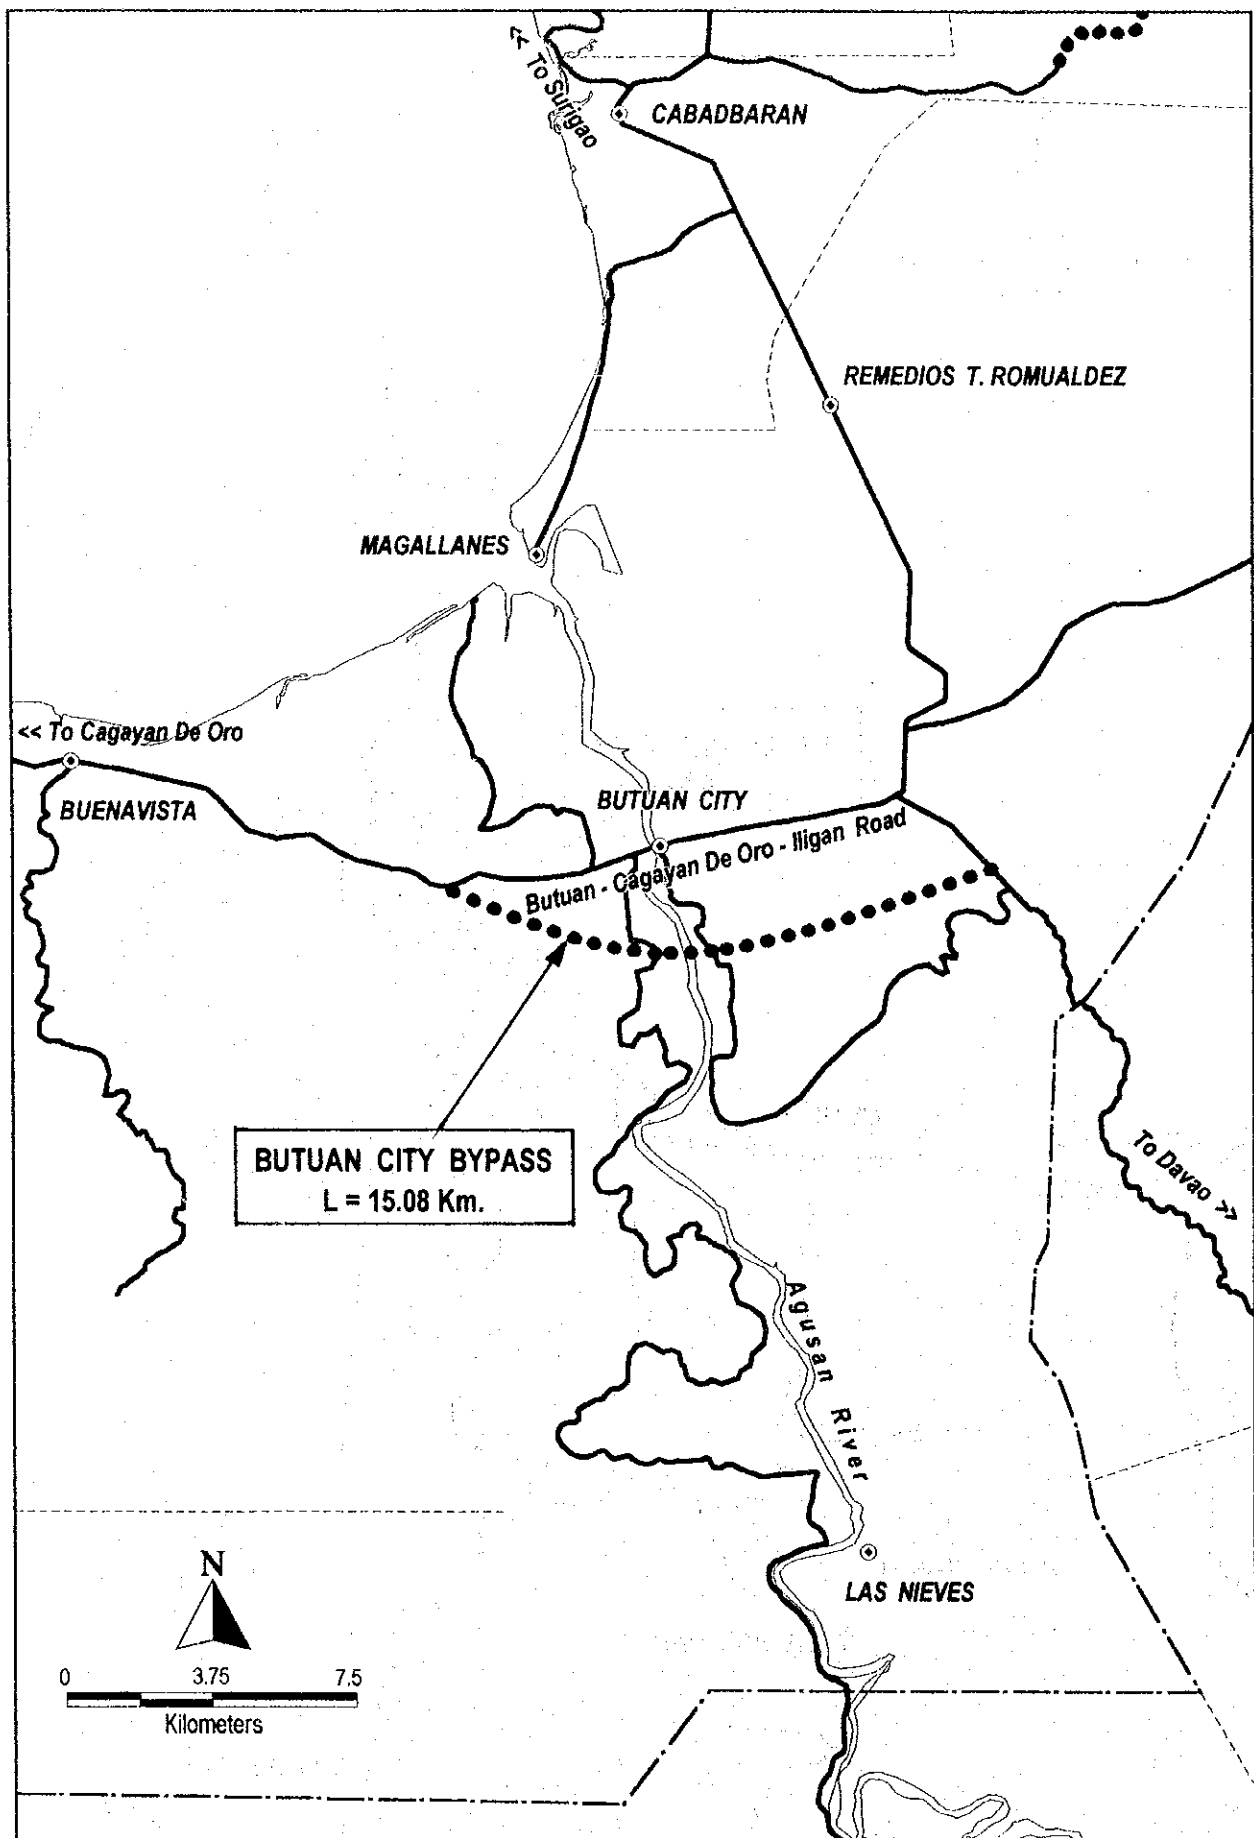 << To Surigao
CABADBARAN
REMEDIOS T. ROMUALDEZ
MAGALLANES
<< To Cagayan De Oro
BUENAVISTA
BUTUAN CITY
Butuan - Cagayan De Oro - Iligan Road
BUTUAN CITY BYPASS
L = 15.08 Km.
To Davao >>
Agusan River
LAS NIEVES
N
0 3.75 7.5
Kilometers